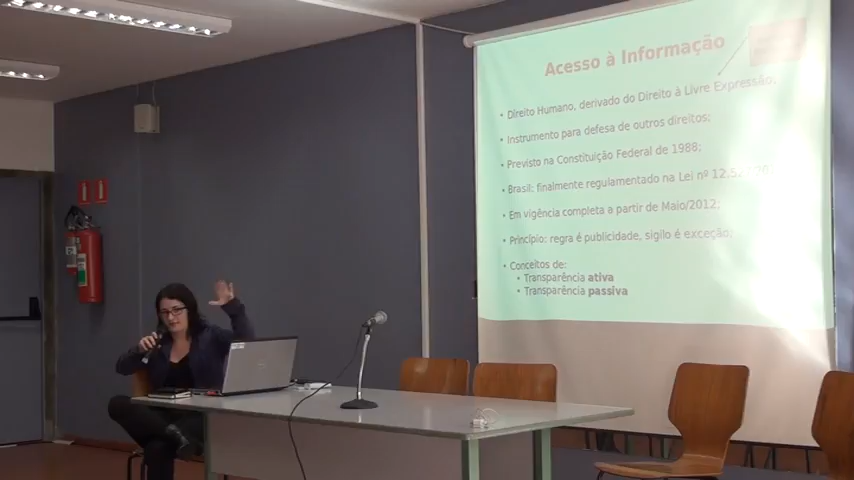 Acesso à Informação
• Direito Humano, derivado do Direito à Livre Expressão;
• Instrumento para defesa de outros direitos;
• Previsto na Constituição Federal de 1988;
• Brasil: finalmente regulamentado na Lei nº
• Em vigência completa a partir de Maio/2012;
• Princípio: regra é publicidade, sigilo é exceção;
• Conceitos de:
• Transparência ativa
• Transparência passiva